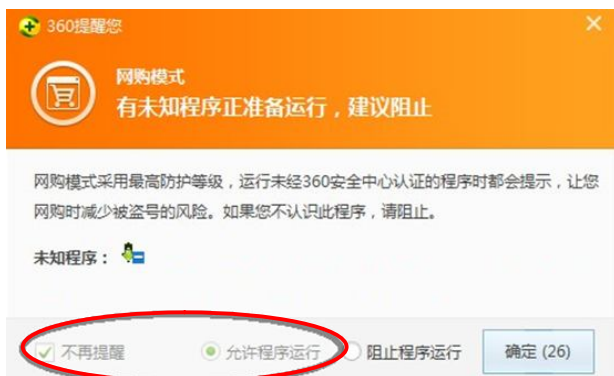 360提醒您
网购模式
有未知程序正准备运行，建议阻止
网购模式采用最高防护等级，运行未经360安全中心认证的程序时都会提示，让您
网购时减少被盗号的风险。如果您不认识此程序，请阻止。
未知程序：
不再提醒 允许程序运行 阻止程序运行 确定 (26)